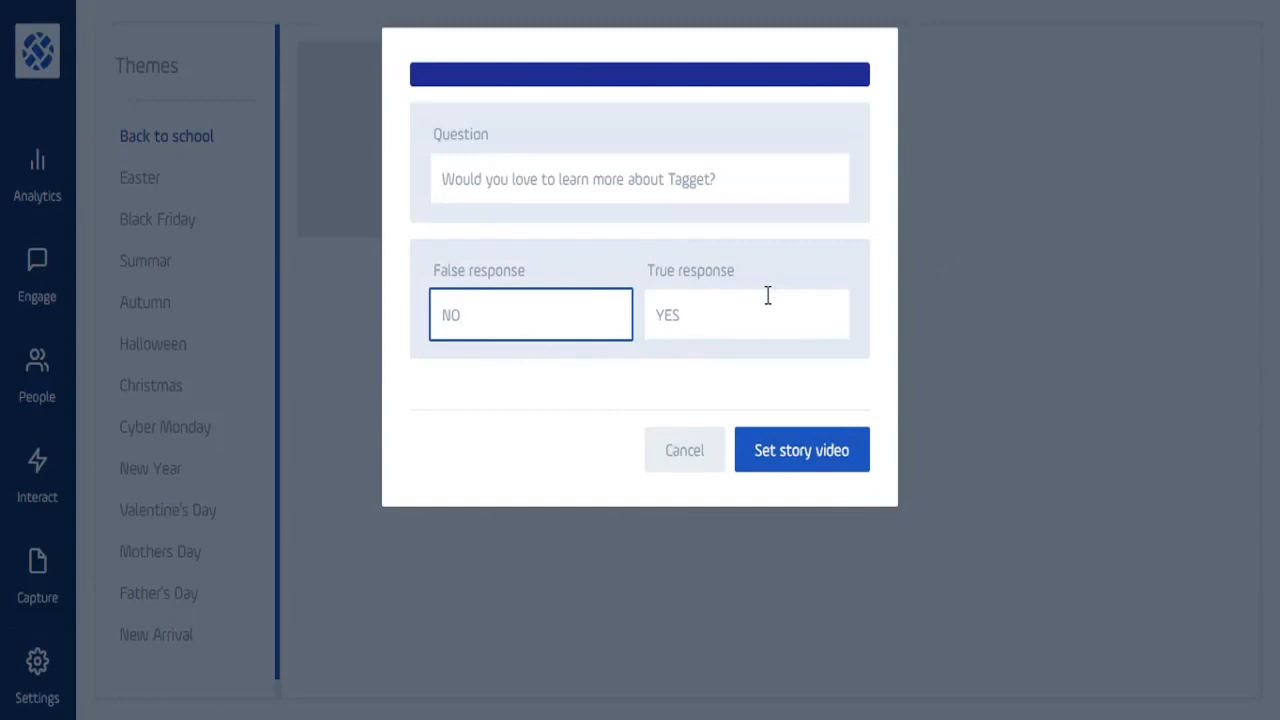 Analytics
Engage
People
Interact
Capture
Settings
Themes
Back to school
Easter
Black Friday
Summar
Autumn
Halloween
Christmas
Cyber Monday
New Year
Valentine's Day
Mothers Day
Father's Day
New Arrival
Question
Would you love to learn more about Tagget?
False response
True response
NO
YES
Cancel
Set story video